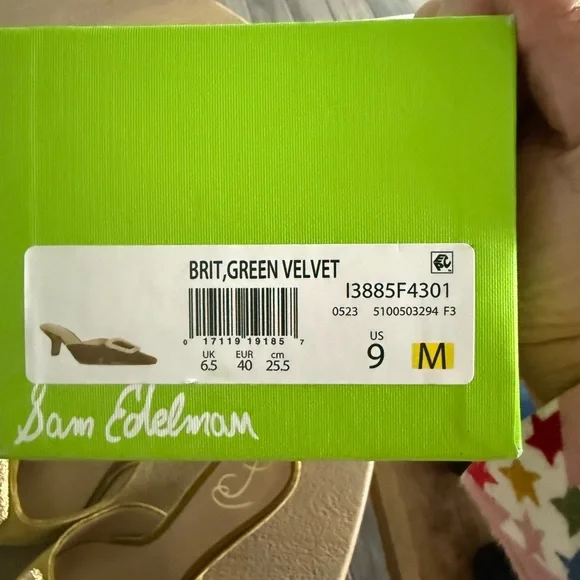 BRIT,GREEN VELVET
I3885F4301
0523 5100503294 F3
0 17119 19185 7
UK EUR cm
6.5 40 25.5
US
9 M
Sam Edelman